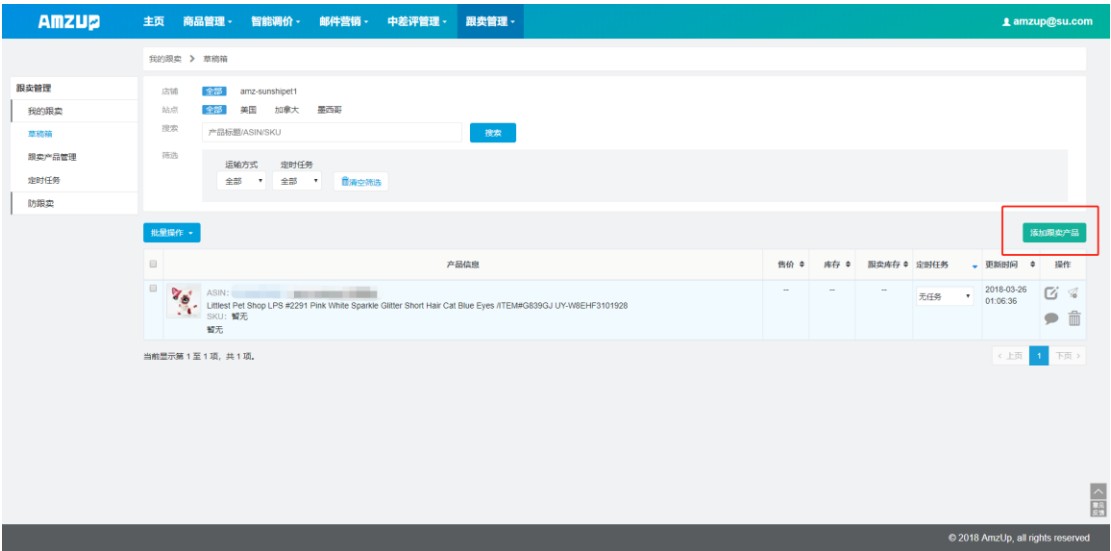 AMZUP 主页 商品管理 智能调价 邮件营销 中差评管理 跟卖管理 amzup@su.com
我的跟卖 > 草稿箱
跟卖管理
我的跟卖
草稿箱
跟卖产品管理
定时任务
防跟卖
店铺 全部 amz-sunshipet1
站点 全部 美国 加拿大 墨西哥
搜索 产品标题/ASIN/SKU 搜索
筛选 运输方式 定时任务
全部 全部 清空筛选
批量操作 添加跟卖产品
产品信息 售价 库存 跟卖库存 定时任务 更新时间 操作
ASIN:
Littlest Pet Shop LPS #2291 Pink White Sparkle Glitter Short Hair Cat Blue Eyes /ITEM#G839GJ UY-W8EHF3101928
SKU: 暂无
暂无
-- -- -- 无任务 2018-03-26
01:06:36
当前显示第 1 至 1 项，共 1 项。 < 上页 1 下页 >
© 2018 AmzUp, all rights reserved